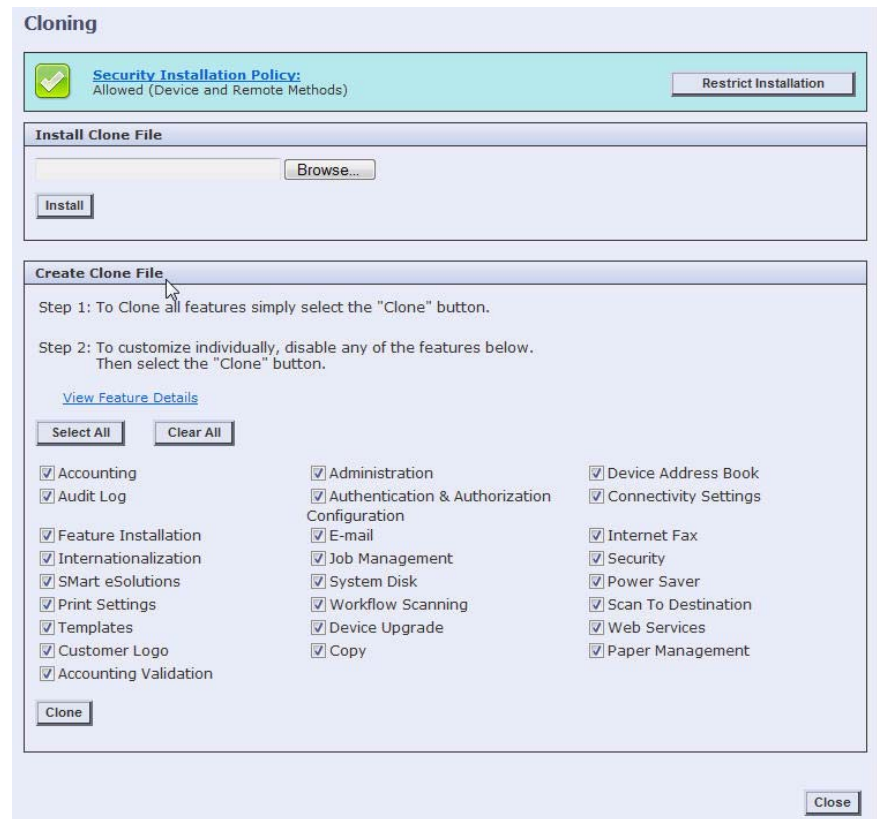 Cloning
Security Installation Policy:
Allowed (Device and Remote Methods)
Restrict Installation
Install Clone File
Browse...
Install
Create Clone File
Step 1: To Clone all features simply select the "Clone" button.
Step 2: To customize individually, disable any of the features below.
Then select the "Clone" button.
View Feature Details
Select All Clear All
Accounting Administration Device Address Book
Audit Log Authentication & Authorization Connectivity Settings
Configuration
Feature Installation E-mail Internet Fax
Internationalization Job Management Security
SMart eSolutions System Disk Power Saver
Print Settings Workflow Scanning Scan To Destination
Templates Device Upgrade Web Services
Customer Logo Copy Paper Management
Accounting Validation
Clone
Close